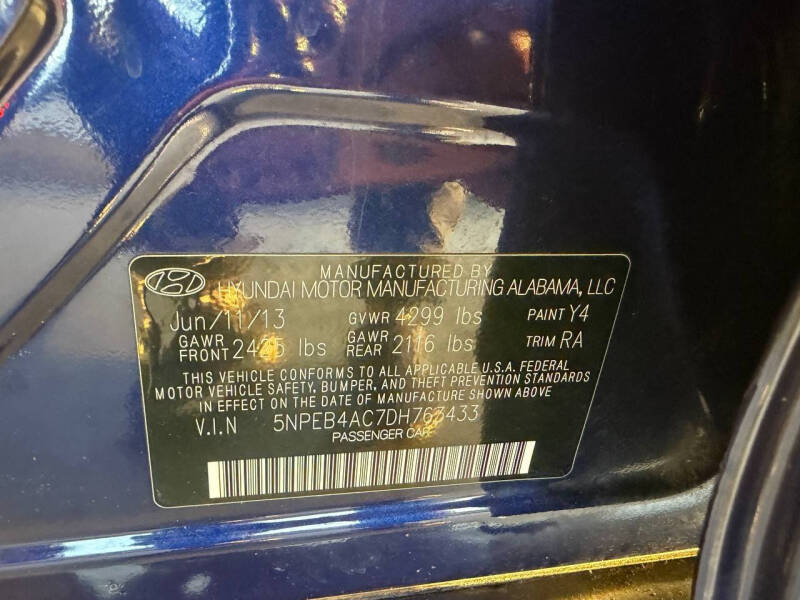 MANUFACTURED BY
HYUNDAI MOTOR MANUFACTURING ALABAMA, LLC
Jun/11/13 GVWR 4299 lbs PAINT Y4
GAWR FRONT 2425 lbs GAWR REAR 2116 lbs TRIM RA
THIS VEHICLE CONFORMS TO ALL APPLICABLE U.S.A. FEDERAL
MOTOR VEHICLE SAFETY, BUMPER, AND THEFT PREVENTION STANDARDS
IN EFFECT ON THE DATE OF MANUFACTURE SHOWN ABOVE
V.I.N 5NPEB4AC7DH763433
PASSENGER CAR